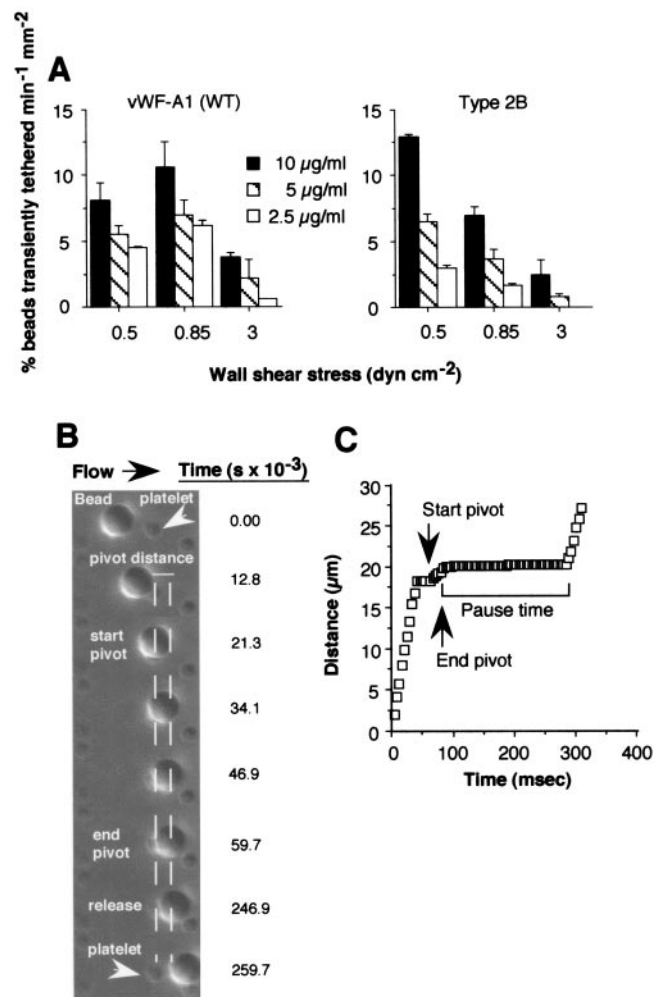 A
vWF-A1 (WT)
Type 2B
% beads transiently tethered min-1 mm-2
15
10
5
0
10 µg/ml
5 µg/ml
2.5 µg/ml
15
10
5
0
0.5 0.85 3
0.5 0.85 3
Wall shear stress (dyn cm-2)
B
Flow
Time (s x 10-3)
Bead platelet
0.00
pivot distance
12.8
start
pivot
21.3
34.1
46.9
end
pivot
59.7
release
246.9
platelet
259.7
C
Distance (µm)
30
25
20
15
10
5
0
Start pivot
Pause time
End pivot
0 100 200 300 400
Time (msec)